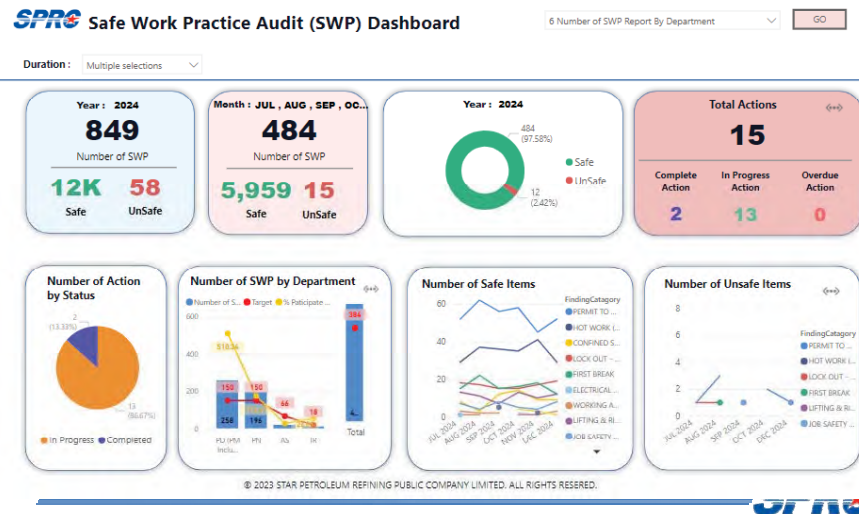 SPRC Safe Work Practice Audit (SWP) Dashboard
6 Number of SWP Report By Department
GO
Duration : Multiple selections
Year : 2024
849
Number of SWP
12K 58
Safe UnSafe
Month : JUL , AUG , SEP , OC...
484
Number of SWP
5,959 15
Safe UnSafe
Year : 2024
484
(97.58%)
Safe
UnSafe
12
(2.42%)
Total Actions
15
Complete Action
In Progress Action
Overdue Action
2 13 0
Number of Action by Status
2
(13.33%)
13
(86.67%)
In Progress Completed
Number of SWP by Department
Number of S... Target % Paticipate ...
600
400
200
0
150 150 66 18 384
258 195
PD (PM Inclu...
PN AS TR Total
Number of Safe Items
60
40
20
0
JUL 2024 AUG 2024 SEP 2024 OCT 2024 NOV 2024 DAC 2024
FindingCatagory
PERMIT TO ...
HOT WORK (...
CONFINED S...
LOCK OUT – ...
FIRST BREAK
ELECTRICAL ...
WORKING A...
LIFTING & RI...
JOB SAFETY ...
Number of Unsafe Items
8
6
4
2
0
JUL 2024 AUG 2024 SEP 2024 OCT 2024 DEC 2024
FindingCatagory
PERMIT TO ...
HOT WORK (...
LOCK OUT – ...
FIRST BREAK
LIFTING & RI...
JOB SAFETY ...
© 2023 STAR PETROLEUM REFINING PUBLIC COMPANY LIMITED. ALL RIGHTS RESERED.
SPRC